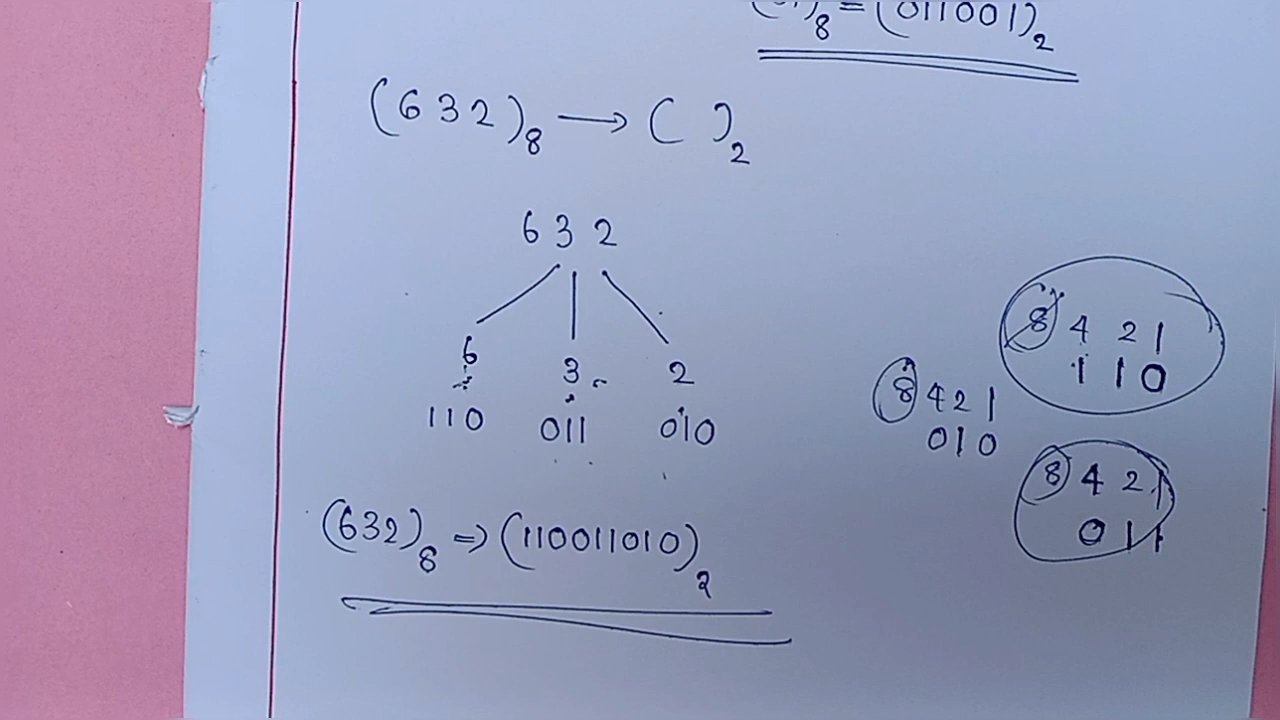 )₈ = (011001)₂
(632)₈ → ( )₂
632
6 3 2
110 011 010
8 4 2 1
1 1 0
8 4 2 1
0 1 0
8 4 2 1
0 1 1
(632)₈ ⇒ (110011010)₂